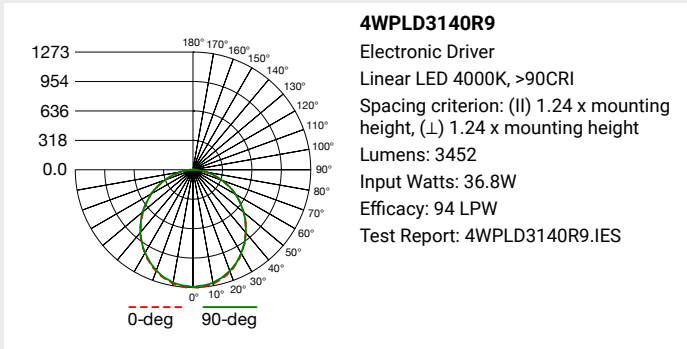 1273
954
636
318
0.0
180° 170° 160° 150° 140° 130° 120° 110° 100° 90° 80° 70° 60° 50° 40° 30° 20° 10° 0°
0-deg 90-deg
4WPLD3140R9
Electronic Driver
Linear LED 4000K, >90CRI
Spacing criterion: (II) 1.24 x mounting
height, (⊥) 1.24 x mounting height
Lumens: 3452
Input Watts: 36.8W
Efficacy: 94 LPW
Test Report: 4WPLD3140R9.IES